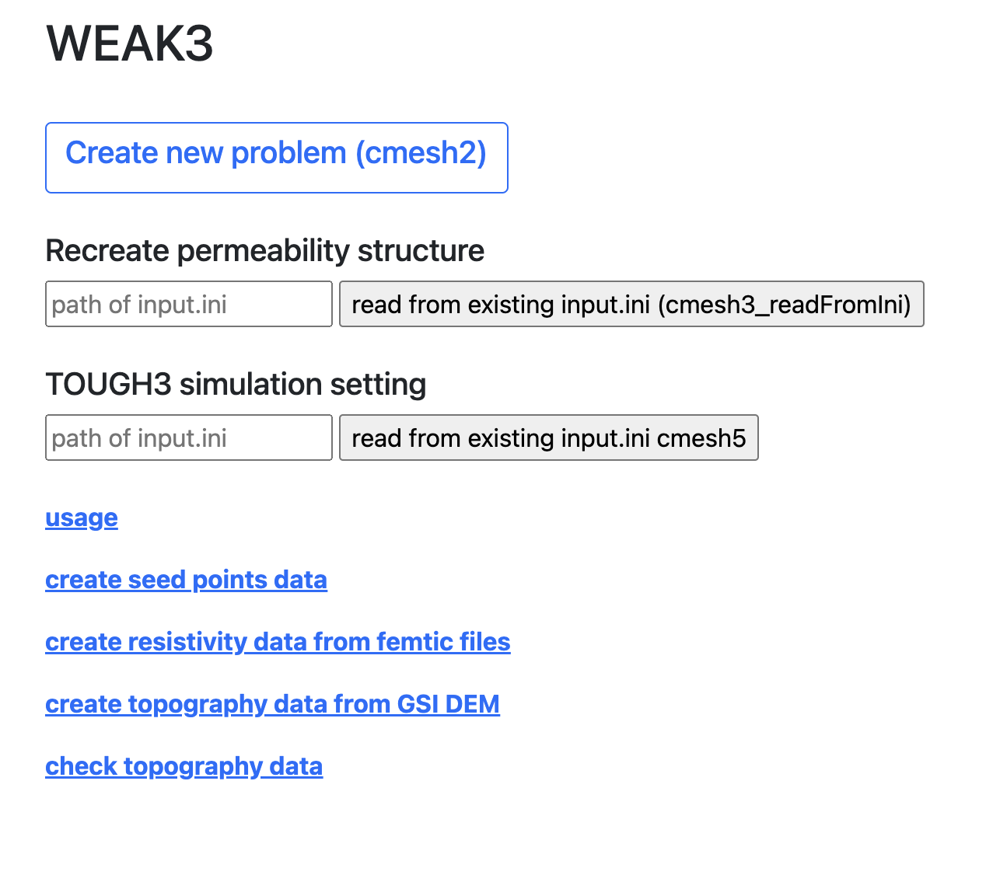 WEAK3
Create new problem (cmesh2)
Recreate permeability structure
path of input.ini read from existing input.ini (cmesh3_readFromIni)
TOUGH3 simulation setting
path of input.ini read from existing input.ini cmesh5
usage
create seed points data
create resistivity data from femtic files
create topography data from GSI DEM
check topography data